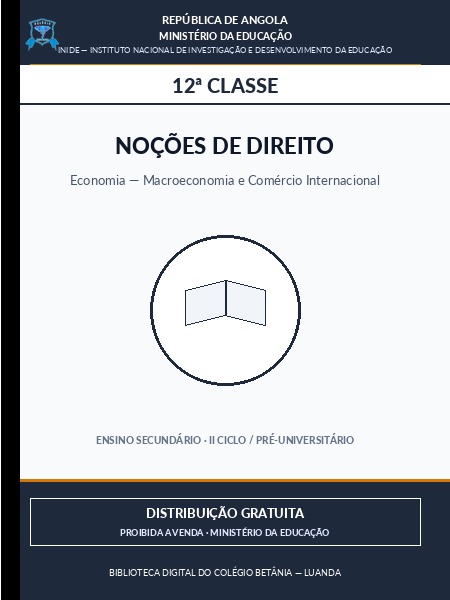 REPÚBLICA DE ANGOLA
MINISTÉRIO DA EDUCAÇÃO
INIDE — INSTITUTO NACIONAL DE INVESTIGAÇÃO E DESENVOLVIMENTO DA EDUCAÇÃO
12ª CLASSE
NOÇÕES DE DIREITO
Economia — Macroeconomia e Comércio Internacional
ENSINO SECUNDÁRIO · II CICLO / PRÉ-UNIVERSITÁRIO
DISTRIBUIÇÃO GRATUITA
PROIBIDA A VENDA · MINISTÉRIO DA EDUCAÇÃO
BIBLIOTECA DIGITAL DO COLÉGIO BETÂNIA — LUANDA